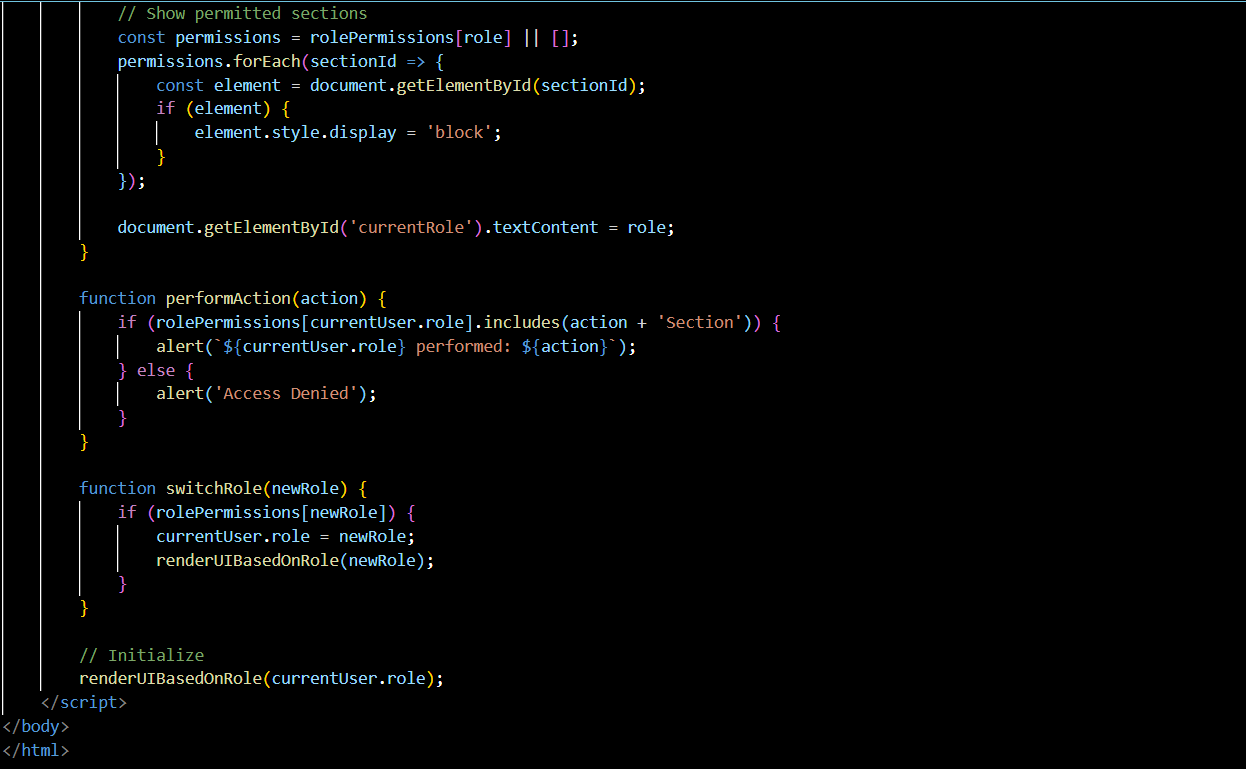 // Show permitted sections
const permissions = rolePermissions[role] || [];
permissions.forEach(sectionId => {
const element = document.getElementById(sectionId);
if (element) {
element.style.display = 'block';
}
});
document.getElementById('currentRole').textContent = role;
}
function performAction(action) {
if (rolePermissions[currentUser.role].includes(action + 'Section')) {
alert(`${currentUser.role} performed: ${action}`);
} else {
alert('Access Denied');
}
}
function switchRole(newRole) {
if (rolePermissions[newRole]) {
currentUser.role = newRole;
renderUIBasedOnRole(newRole);
}
}
// Initialize
renderUIBasedOnRole(currentUser.role);
</script>
</body>
</html>